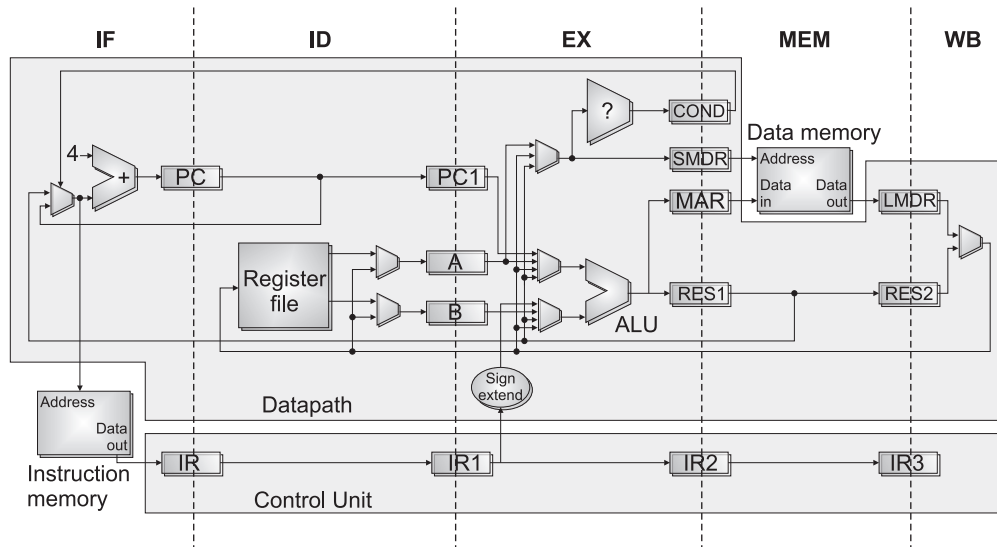 IF
ID
EX
MEM
WB
?
COND
Data memory
4
+
PC
PC1
SMDR
Address
Data
in
Data
out
MAR
LMDR
Register
file
A
B
ALU
RES1
RES2
Sign
extend
Address
Data
out
Datapath
Instruction
memory
IR
IR1
IR2
IR3
Control Unit